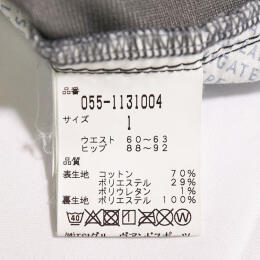 GATE
品番
055-1131004
サイズ
1
ウエスト 60~63
ヒップ 88~92
品質
表生地 コットン 70%
ポリエステル 29%
ポリウレタン 1%
裏生地 ポリエステル 100%
40